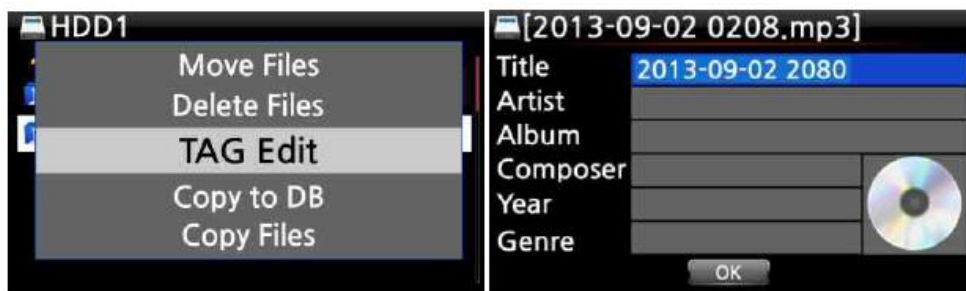 HDD1
Move Files
Delete Files
TAG Edit
Copy to DB
Copy Files
[2013-09-02 0208.mp3]
Title 2013-09-02 2080
Artist
Album
Composer
Year
Genre
OK